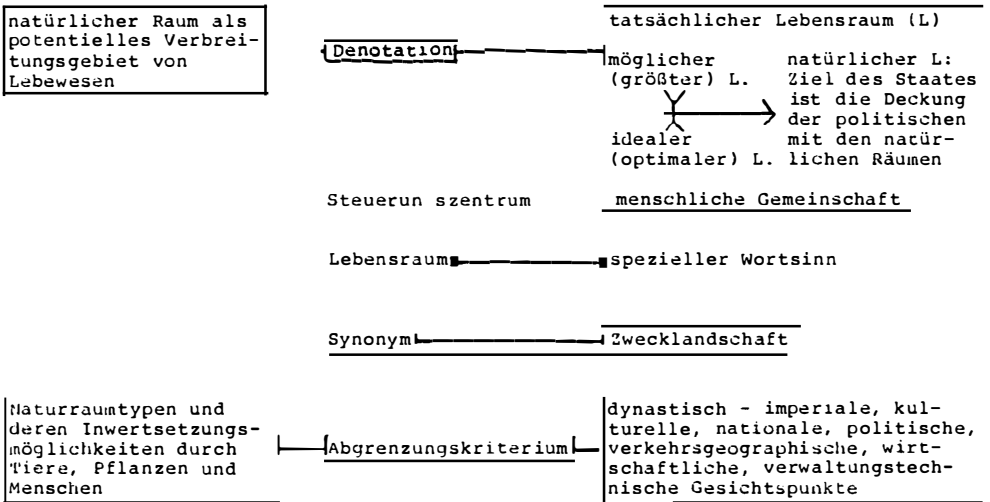 natürlicher Raum als
potentielles Verbrei-
tungsgebiet von
Lebewesen
Denotation
tatsächlicher Lebensraum (L)
möglicher
(größter) L.
idealer
(optimaler) L.
natürlicher L:
Ziel des Staates
ist die Deckung
der politischen
mit den natür-
lichen Räumen
Steuerun szentrum
menschliche Gemeinschaft
Lebensraum
spezieller Wortsinn
Synonym
Zwecklandschaft
Naturraumtypen und
deren Inwertsetzungs-
möglichkeiten durch
Tiere, Pflanzen und
Menschen
Abgrenzungskriterium
dynastisch - imperiale, kul-
turelle, nationale, politische,
verkehrsgeographische, wirt-
schaftliche, verwaltungstech-
nische Gesichtspunkte